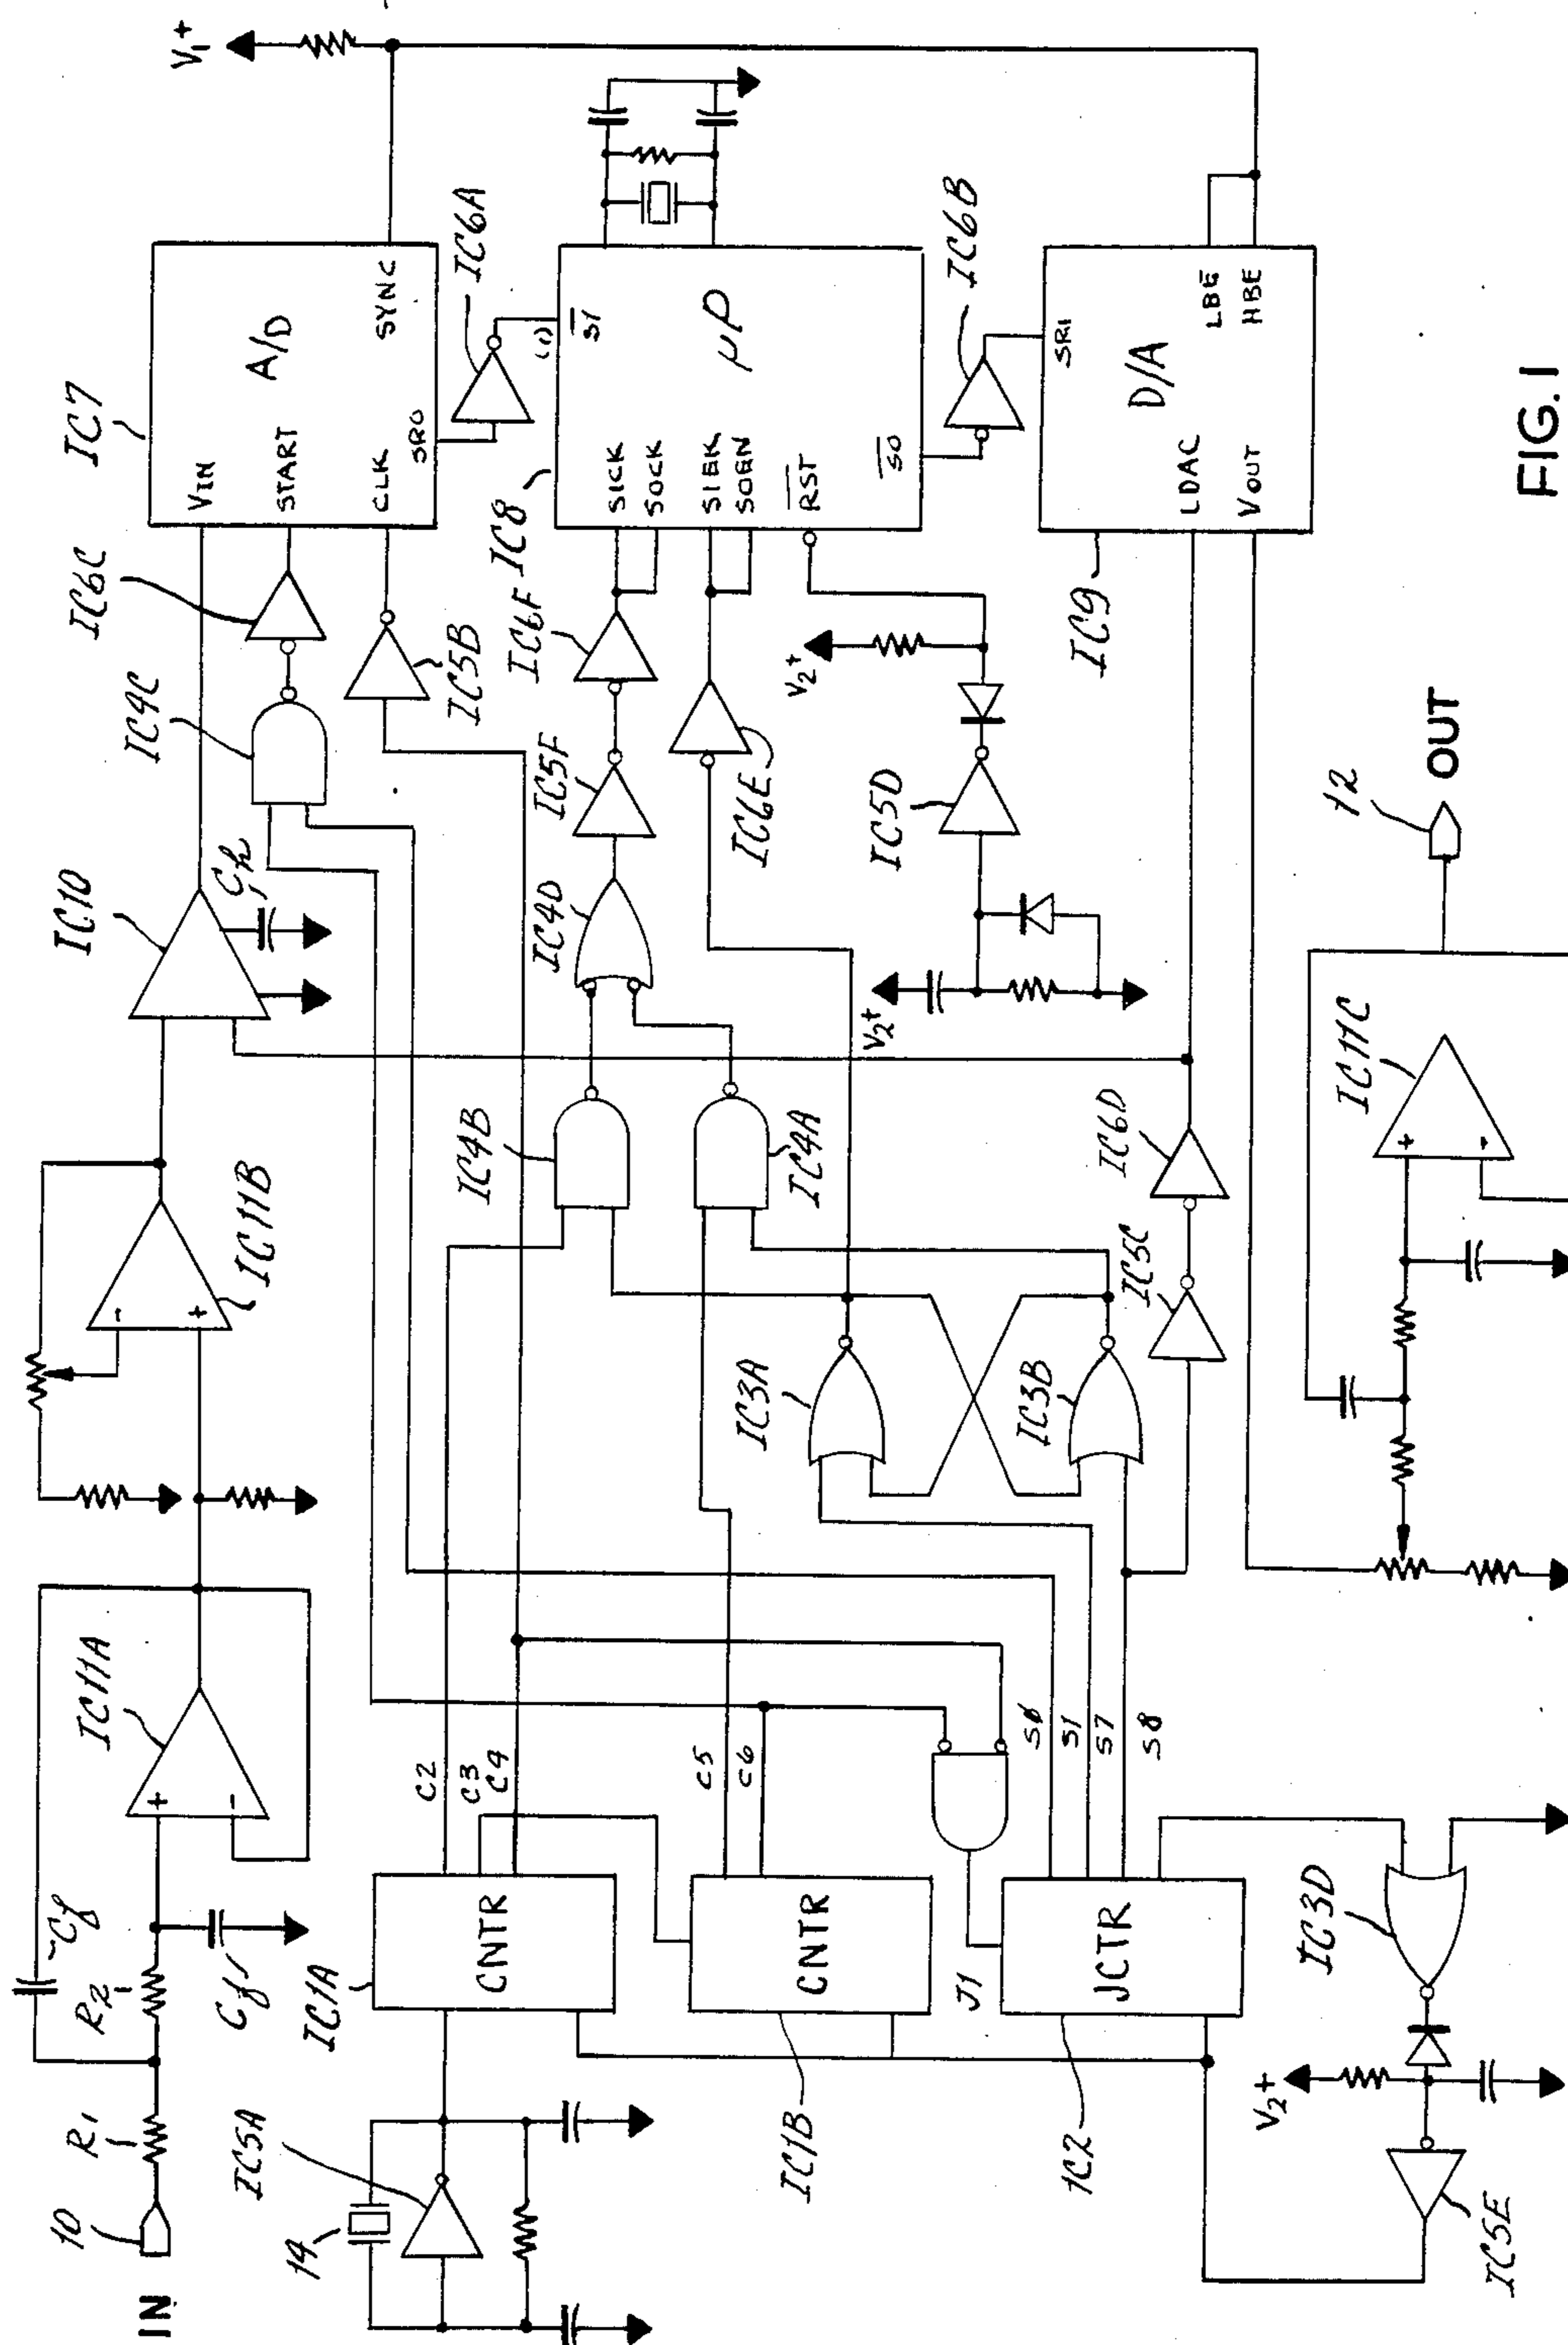 IN
10
R1
R2
Cf
Cf
IC11A
+
-
IC11B
-
+
IC10
Ch
IC4C
IC6C
IC7
VIN
START
CLK
A/D
SYNC
SRO
V1+
14
IC5A
IC1A
CNTR
C2
C3
C4
IC5B
IC6A
IC4B
IC4D
IC5F
IC6F
IC8
SICK
SOCK
SIEN
SOEN
RST
(1)
SI
SO
μP
IC1B
CNTR
C5
C6
IC4A
IC6E
IC3A
IC3B
V2+
V2+
IC5D
IC6B
IC2
J1
JCTR
S0
S1
S7
S8
IC5C
IC6D
IC9
SRI
D/A
LDAC
VOUT
LBE
HBE
IC5E
V2+
IC3D
IC11C
+
-
12
OUT
FIG. 1